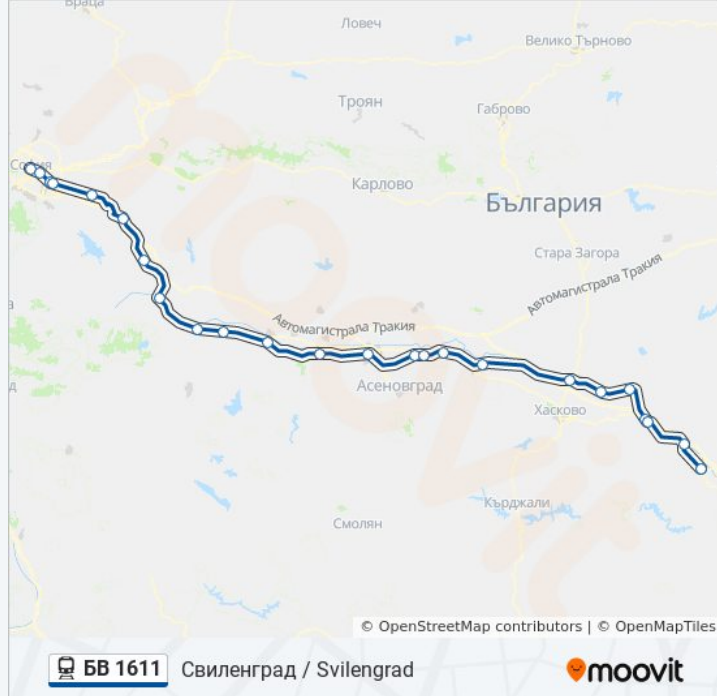 Враца
Ловеч
Велико Търново
Троян
Габрово
София
Карлово
България
Стара Загора
Автомагистрала Тракия
Автомагистрала Тракия
Асеновград
Хасково
Кърджали
Смолян
moovit
© OpenStreetMap contributors | © OpenMapTiles
БВ 1611 Свиленград / Svilengrad
moovit